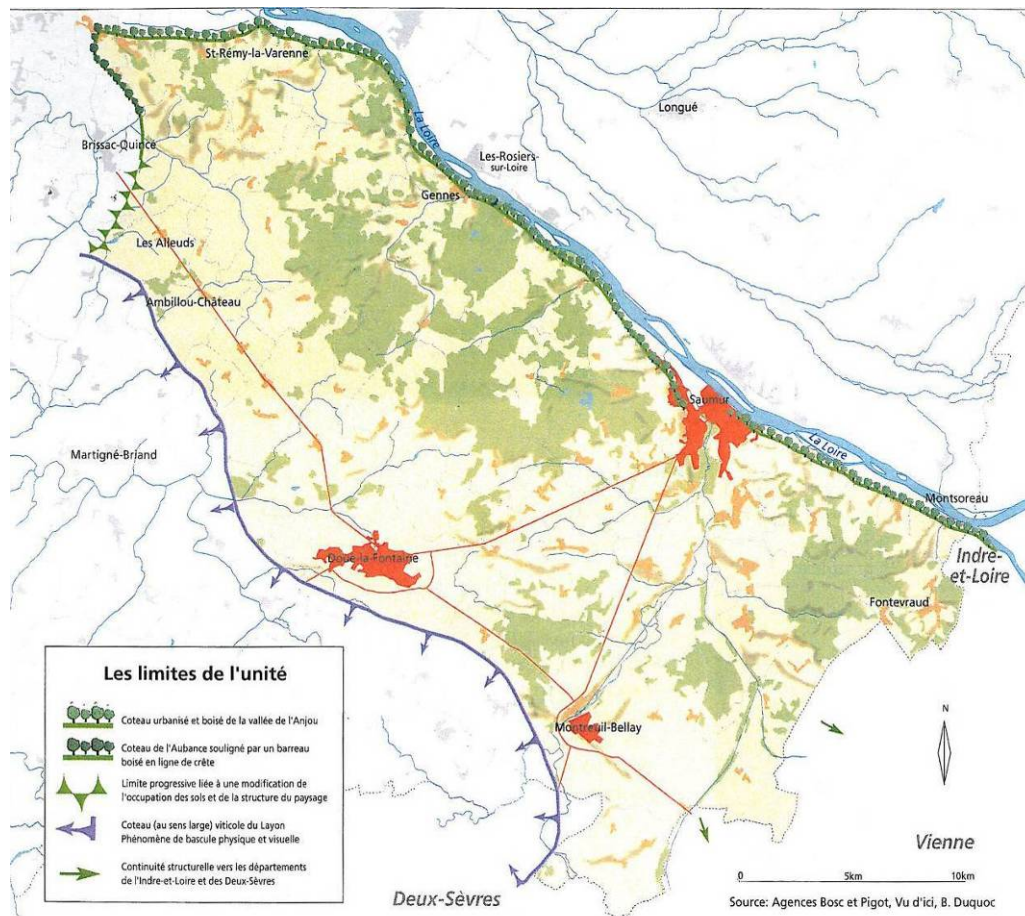 St-Rémy-la-Varenne
La Loire
Longué
Brissac-Quincé
Les-Rosiers-
sur-Loire
Gennes
Les Alleuds
Ambillou-Château
Saumur
La Loire
Martigné-Briand
Montsoreau
Doué-la-Fontaine
Indre-
et-Loire
Fontevraud
Montreuil-Bellay
N
Les limites de l'unité
Coteau urbanisé et boisé de la vallée de l'Anjou
Coteau de l'Aubance souligné par un barreau
boisé en ligne de crête
Limite progressive liée à une modification de
l'occupation des sols et de la structure du paysage
Coteau (au sens large) viticole du Layon
Phénomène de bascule physique et visuelle
Continuité structurelle vers les départements
de l'Indre-et-Loire et des Deux-Sèvres
Vienne
Deux-Sèvres
0 5km 10km
Source: Agences Bosc et Pigot, Vu d'ici, B. Duquoc